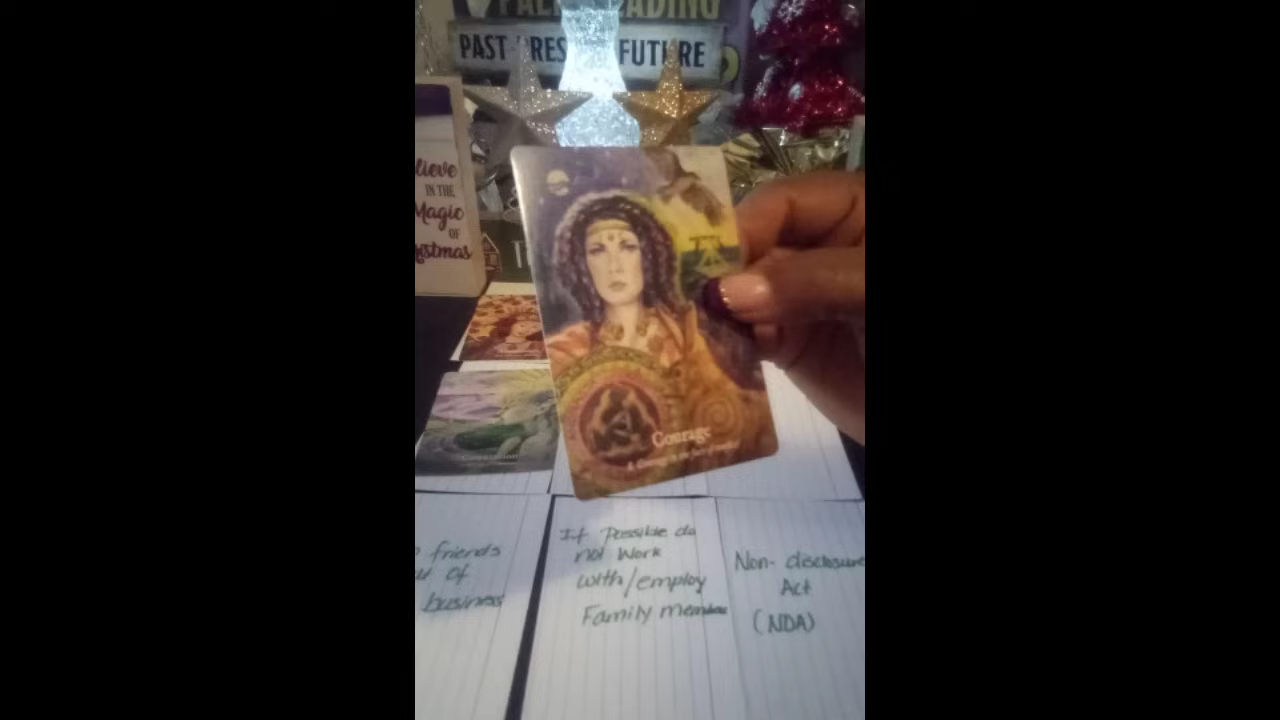 PAST PRES FUTURE
lieve
IN THE
Magic
OF
istmas
Courage
friends
of
business
If Possible do
not Work
with/employ
Family members
Non-disclosure
Act
(NDA)